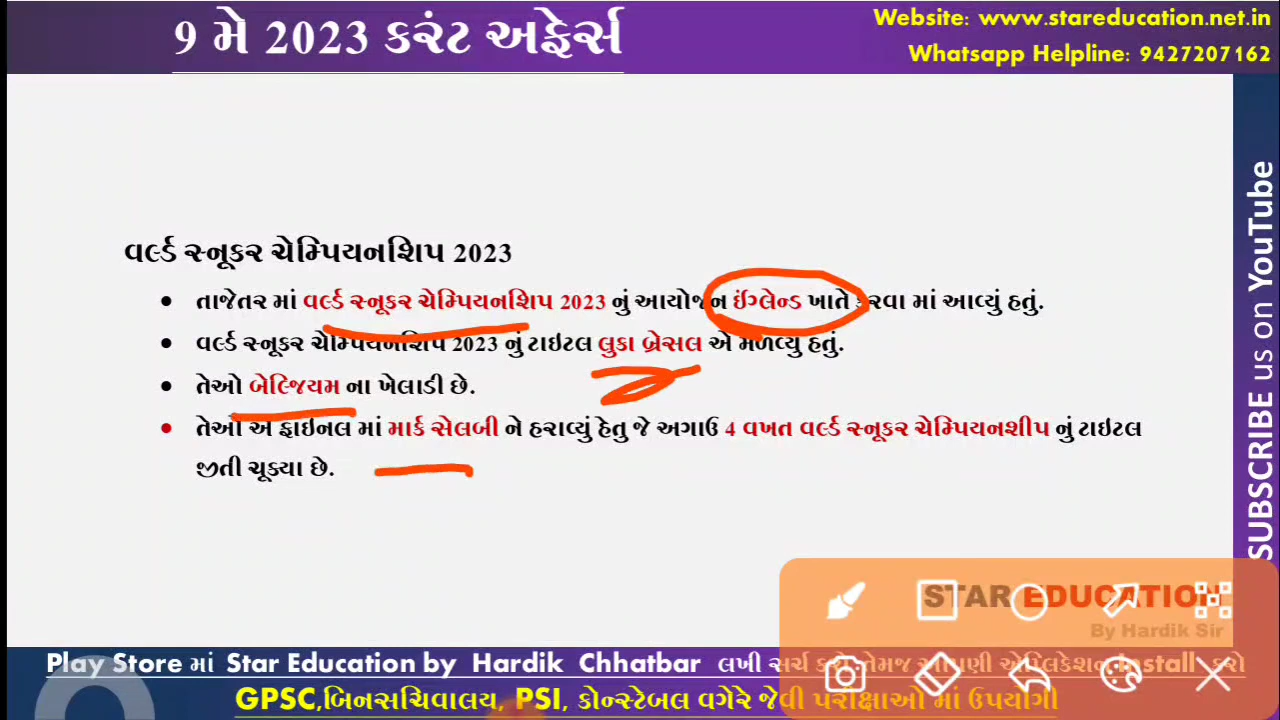 9 મે 2023 કરંટ અફેર્સ
Website: www.stareducation.net.in
Whatsapp Helpline: 9427207162
વર્લ્ડ સ્નૂકર ચેમ્પિયનશિપ 2023
• તાજેતર માં વર્લ્ડ સ્નૂકર ચેમ્પિયનશિપ 2023 નું આયોજન ઈંગ્લેન્ડ ખાતે કરવા માં આવ્યું હતું.
• વર્લ્ડ સ્નૂકર ચેમ્પિયનશિપ 2023 નું ટાઇટલ લુકા બ્રેસલ એ મળવ્યુ હતું.
• તેઓ બેલ્જિયમ ના ખેલાડી છે.
• તેઓ એ ફાઇનલ માં માર્ક સેલબી ને હરાવ્યું હેતુ જે અગાઉ 4 વખત વર્લ્ડ સ્નૂકર ચેમ્પિયનશીપ નું ટાઇટલ
જીતી ચૂક્યા છે.
SUBSCRIBE us on YouTube
STAR EDUCATION
By Hardik Sir
Play Store માં Star Education by Hardik Chhatbar લખી સર્ચ કરો તેમજ આપણી એપ્લિકેશન Install કરો
GPSC,બિનસચિવાલય, PSI, કોન્સ્ટેબલ વગેરે જેવી પરીક્ષાઓ માં ઉપયોગી